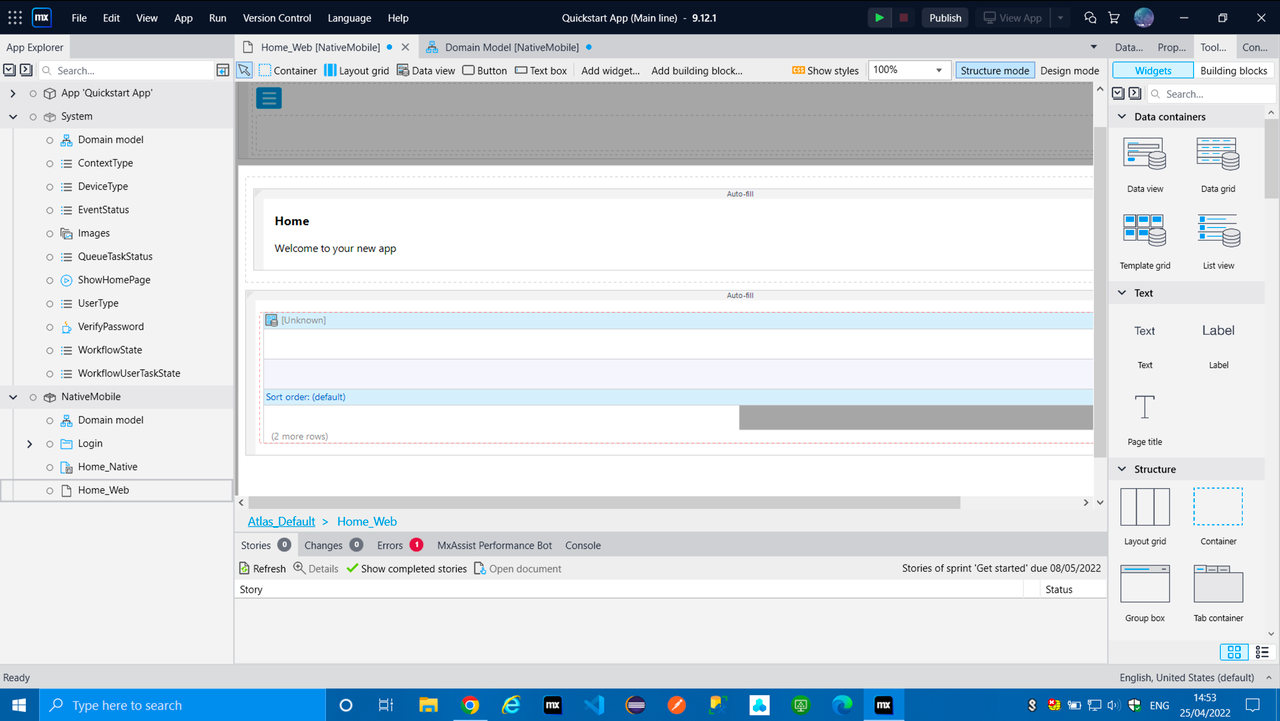 mx File Edit View App Run Version Control Language Help Quickstart App (Main line) - 9.12.1 Publish View App
App Explorer Home_Web [NativeMobile] Domain Model [NativeMobile] Data... Prop... Tool... Con...
Search... Container Layout grid Data view Button Text box Add widget... Add building block... Show styles 100% Structure mode Design mode Widgets Building blocks
App 'Quickstart App'
System
Domain model
ContextType
DeviceType
EventStatus
Images
QueueTaskStatus
ShowHomePage
UserType
VerifyPassword
WorkflowState
WorkflowUserTaskState
NativeMobile
Domain model
Login
Home_Native
Home_Web
Auto-fill
Home
Welcome to your new app
Auto-fill
[Unknown]
Sort order: (default)
(2 more rows)
Atlas_Default > Home_Web
Stories 0 Changes 0 Errors 1 MxAssist Performance Bot Console
Refresh Details Show completed stories Open document Stories of sprint 'Get started' due 08/05/2022
Story Status
Search...
Data containers
Data view Data grid
Template grid List view
Text
Text Label
Text Label
Page title
Structure
Layout grid Container
Group box Tab container
Ready English, United States (default)
Type here to search mx mx ENG 14:53
25/04/2022